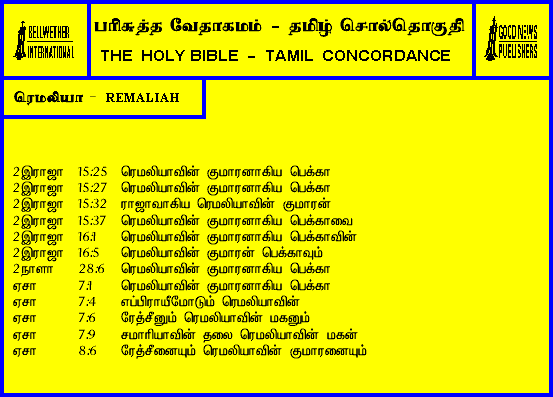 BELLWETHER INTERNATIONAL
பரிசுத்த வேதாகமம் - தமிழ் சொல்தொகுதி
THE HOLY BIBLE - TAMIL CONCORDANCE
GOOD NEWS PUBLISHERS
ரெமலியா - REMALIAH
2இராஜா 15:25 ரெமலியாவின் குமாரனாகிய பெக்கா
2இராஜா 15:27 ரெமலியாவின் குமாரனாகிய பெக்கா
2இராஜா 15:32 ராஜாவாகிய ரெமலியாவின் குமாரன்
2இராஜா 15:37 ரெமலியாவின் குமாரனாகிய பெக்காவை
2இராஜா 16:1 ரெமலியாவின் குமாரனாகிய பெக்காவின்
2இராஜா 16:5 ரெமலியாவின் குமாரன் பெக்காவும்
2நாளா 28:6 ரெமலியாவின் குமாரனாகிய பெக்கா
ஏசா 7:1 ரெமலியாவின் குமாரனாகிய பெக்கா
ஏசா 7:4 எப்பிராயீமோடும் ரெமலியாவின்
ஏசா 7:6 ரேத்சீனும் ரெமலியாவின் மகனும்
ஏசா 7:9 சமாரியாவின் தலை ரெமலியாவின் மகன்
ஏசா 8:6 ரேத்சீனையும் ரெமலியாவின் குமாரனையும்